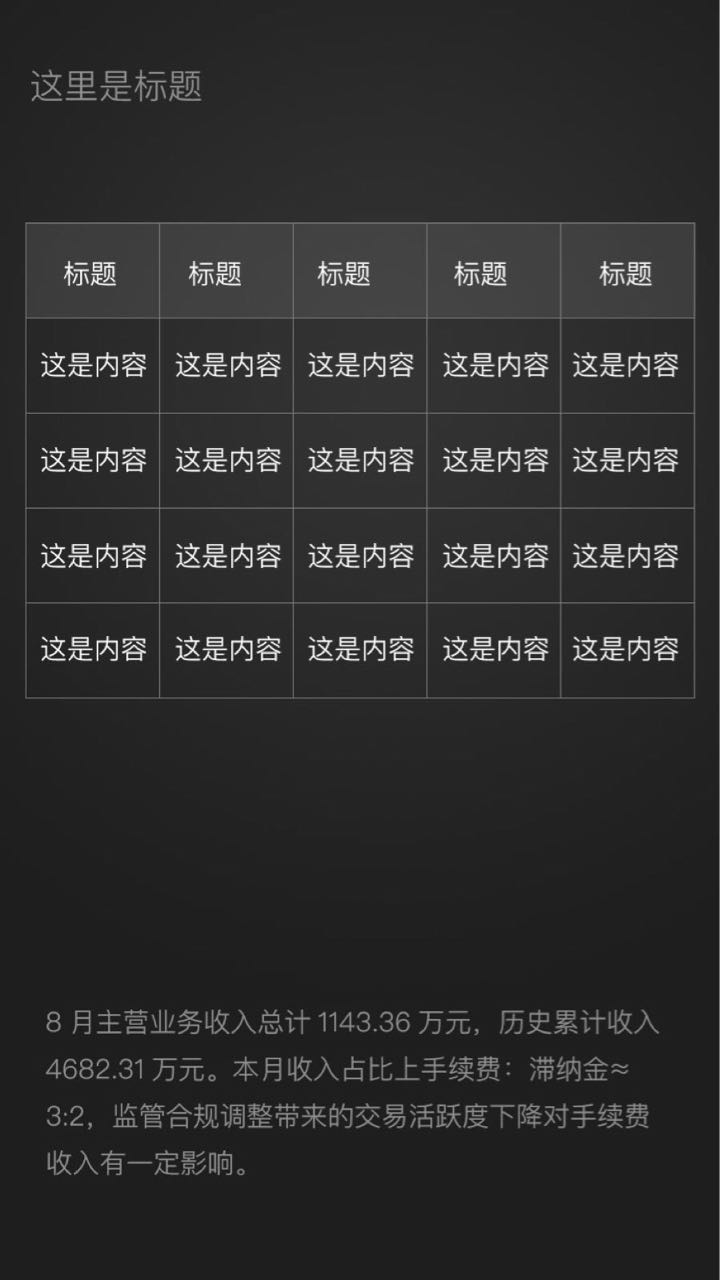 这里是标题
标题 标题 标题 标题 标题
这是内容 这是内容 这是内容 这是内容 这是内容
这是内容 这是内容 这是内容 这是内容 这是内容
这是内容 这是内容 这是内容 这是内容 这是内容
这是内容 这是内容 这是内容 这是内容 这是内容
8 月主营业务收入总计 1143.36 万元，历史累计收入
4682.31 万元。本月收入占比上手续费：滞纳金≈
3:2，监管合规调整带来的交易活跃度下降对手续费
收入有一定影响。